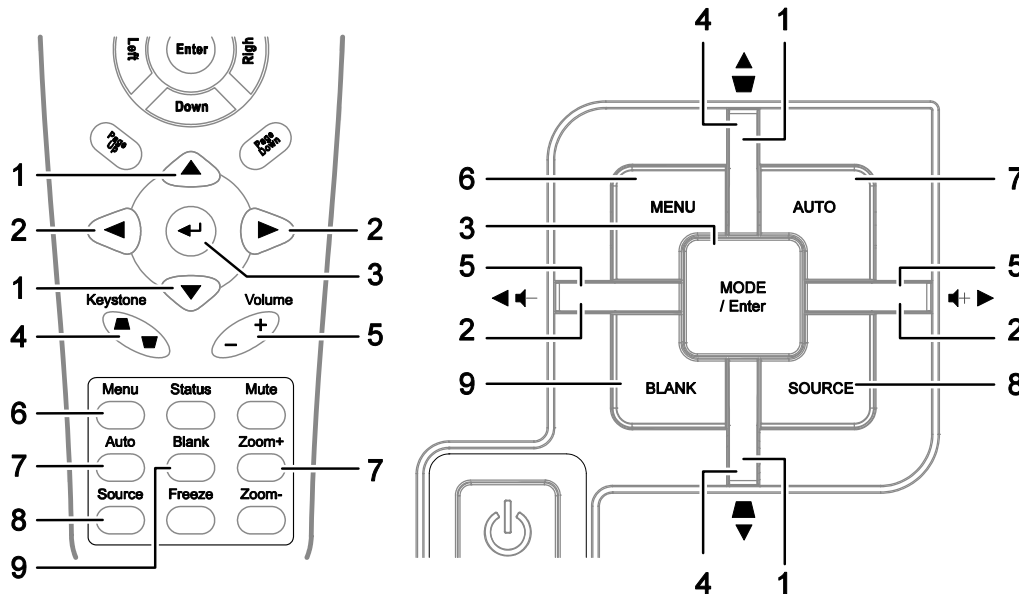 Left
Enter
Righ
Down
Page Up
Page Down
1
2
2
3
1
Keystone
Volume
+
−
4
5
Menu
Status
Mute
6
Auto
Blank
Zoom+
7
7
Source
Freeze
Zoom-
8
9
4
1
6
7
MENU
AUTO
3
5
5
MODE
/ Enter
−
+
2
2
9
8
BLANK
SOURCE
4
1